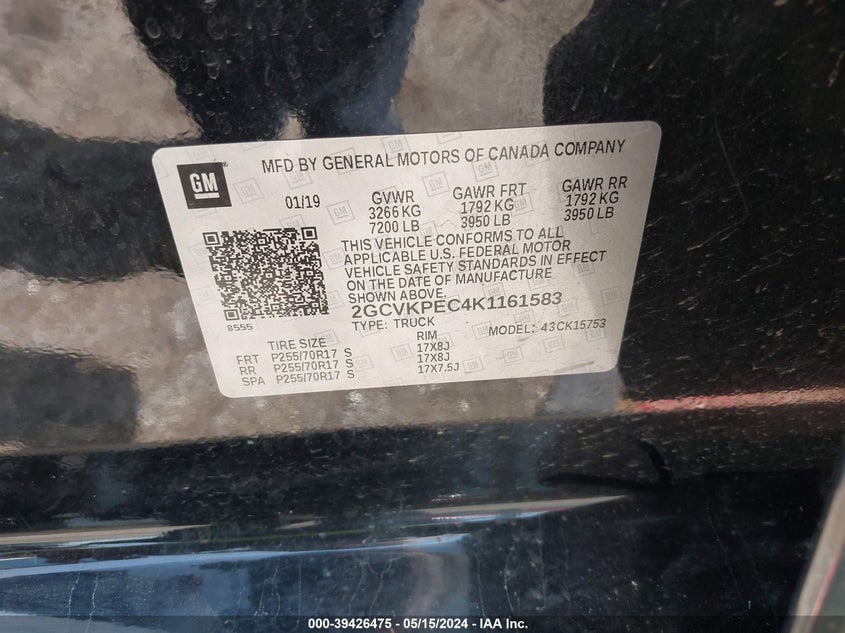 MFD BY GENERAL MOTORS OF CANADA COMPANY
GM
01/19
GVWR GAWR FRT GAWR RR
3266 KG 1792 KG 1792 KG
7200 LB 3950 LB 3950 LB
THIS VEHICLE CONFORMS TO ALL
APPLICABLE U.S. FEDERAL MOTOR
VEHICLE SAFETY STANDARDS IN EFFECT
ON THE DATE OF MANUFACTURE
SHOWN ABOVE.
8555
2GCVKPEC4K1161583
TYPE: TRUCK MODEL: 43CK15753
TIRE SIZE RIM
FRT P255/70R17 S 17X8J
RR P255/70R17 S 17X8J
SPA P255/70R17 S 17X7.5J
000-39426475 — 05/15/2024 — IAA Inc.